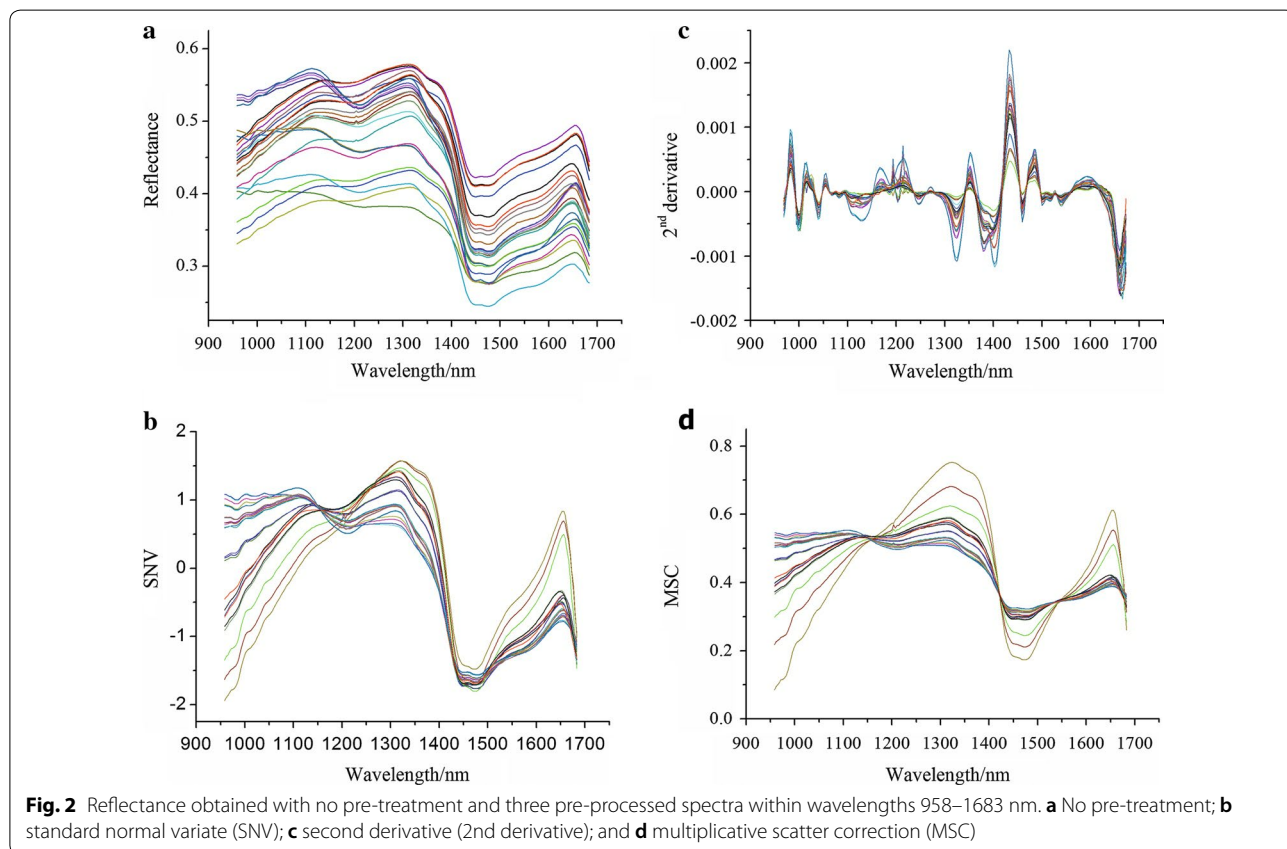 a
0.6
0.5
0.4
0.3
Reflectance
900 1000 1100 1200 1300 1400 1500 1600 1700
Wavelength/nm
c
0.002
0.001
0.000
-0.001
-0.002
2nd derivative
900 1000 1100 1200 1300 1400 1500 1600 1700
Wavelength/nm
b
2
1
0
-1
-2
SNV
900 1000 1100 1200 1300 1400 1500 1600 1700
Wavelength/nm
d
0.8
0.6
0.4
0.2
0.0
MSC
900 1000 1100 1200 1300 1400 1500 1600 1700
Wavelength/nm
Fig. 2 Reflectance obtained with no pre-treatment and three pre-processed spectra within wavelengths 958–1683 nm. a No pre-treatment; b
standard normal variate (SNV); c second derivative (2nd derivative); and d multiplicative scatter correction (MSC)